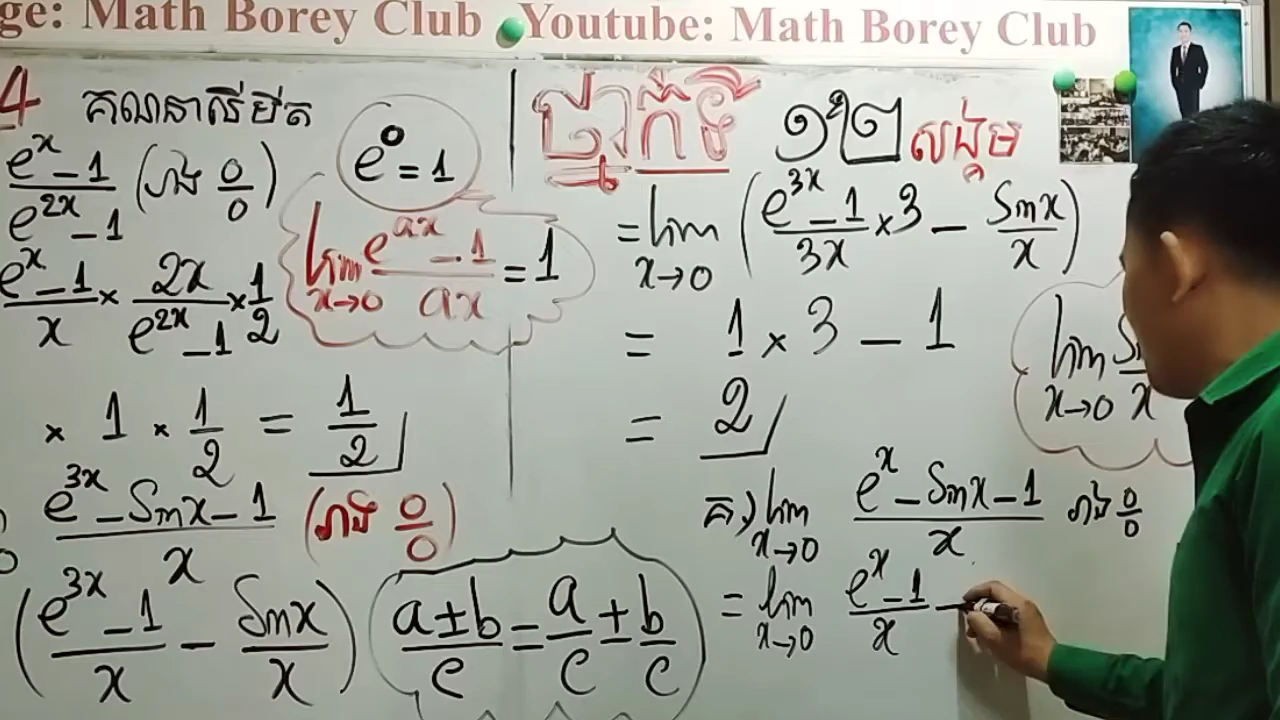 ge: Math Borey Club Youtube: Math Borey Club
4 គណនាលីមីត
e^0 = 1
(e^x - 1)/(e^{2x} - 1) (រាង 0/0)
lim x→0 (e^{ax} - 1)/(ax) = 1
(e^x - 1)/x × 2x/(e^{2x} - 1) × 1/2
× 1 × 1/2 = 1/2
(e^{3x} - Sinx - 1)/x (រាង 0/0)
((e^{3x} - 1)/x - Sinx/x)
(a ± b)/c = a/c ± b/c
ថ្នាក់ទី ១២ សង្គម
= lim x→0 ((e^{3x} - 1)/(3x) × 3 - Sinx/x)
= 1 × 3 - 1
= 2
lim x→0 x
គ.) lim x→0 (e^x - Sinx - 1)/x រាង 0/0
= lim x→0 (e^x - 1)/x -